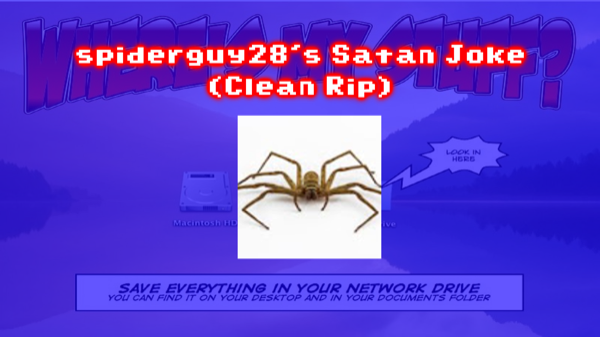 WHERE'S MY STUFF?
spiderguy28's Satan Joke
(Clean Rip)
LOOK IN
HERE
Macintosh HD
SAVE EVERYTHING IN YOUR NETWORK DRIVE
YOU CAN FIND IT ON YOUR DESKTOP AND IN YOUR DOCUMENTS FOLDER